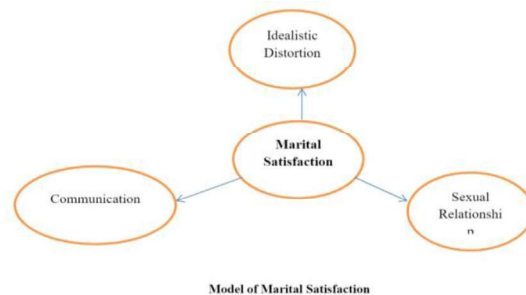 Idealistic
Distortion
Marital
Satisfaction
Communication
Sexual
Relationshi
p
Model of Marital Satisfaction